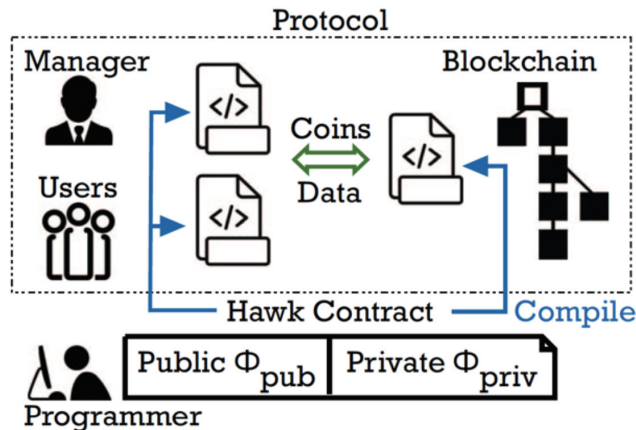 Protocol
Manager
Blockchain
</>
</>
Coins
Data
Users
</>
Hawk Contract
Compile
Public Φpub
Private Φpriv
Programmer